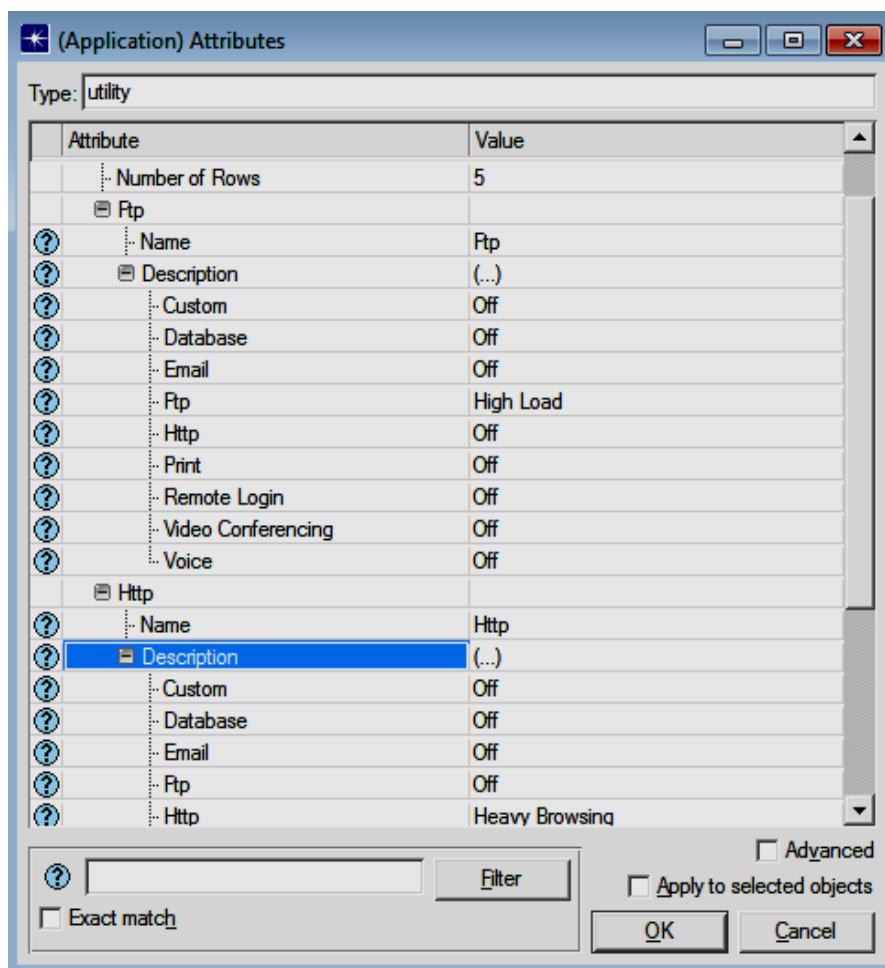 (Application) Attributes
Type: utility
Attribute Value
Number of Rows 5
Ftp
Name Ftp
Description (...)
Custom Off
Database Off
Email Off
Ftp High Load
Http Off
Print Off
Remote Login Off
Video Conferencing Off
Voice Off
Http
Name Http
Description (...)
Custom Off
Database Off
Email Off
Ftp Off
Http Heavy Browsing
Advanced
Filter
Apply to selected objects
Exact match
OK Cancel